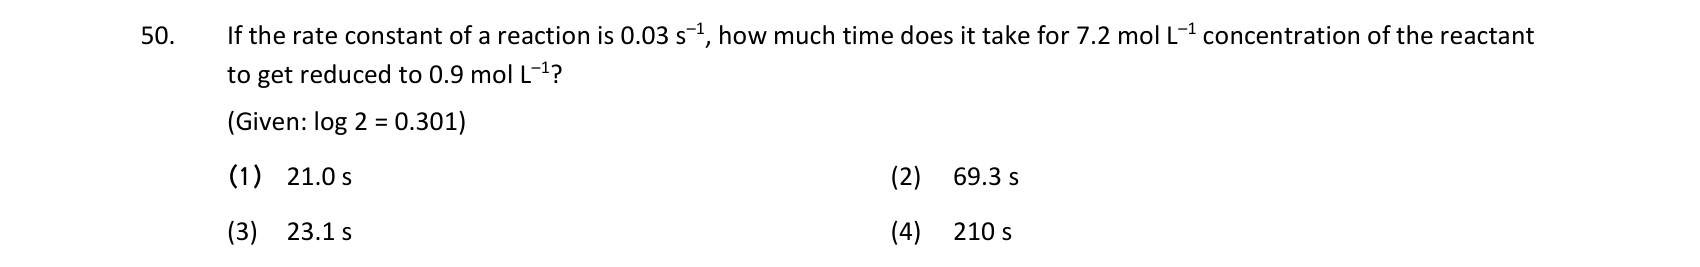 50. If the rate constant of a reaction is 0.03 s⁻¹, how much time does it take for 7.2 mol L⁻¹ concentration of the reactant
to get reduced to 0.9 mol L⁻¹?
(Given: log 2 = 0.301)
(1) 21.0 s (2) 69.3 s
(3) 23.1 s (4) 210 s